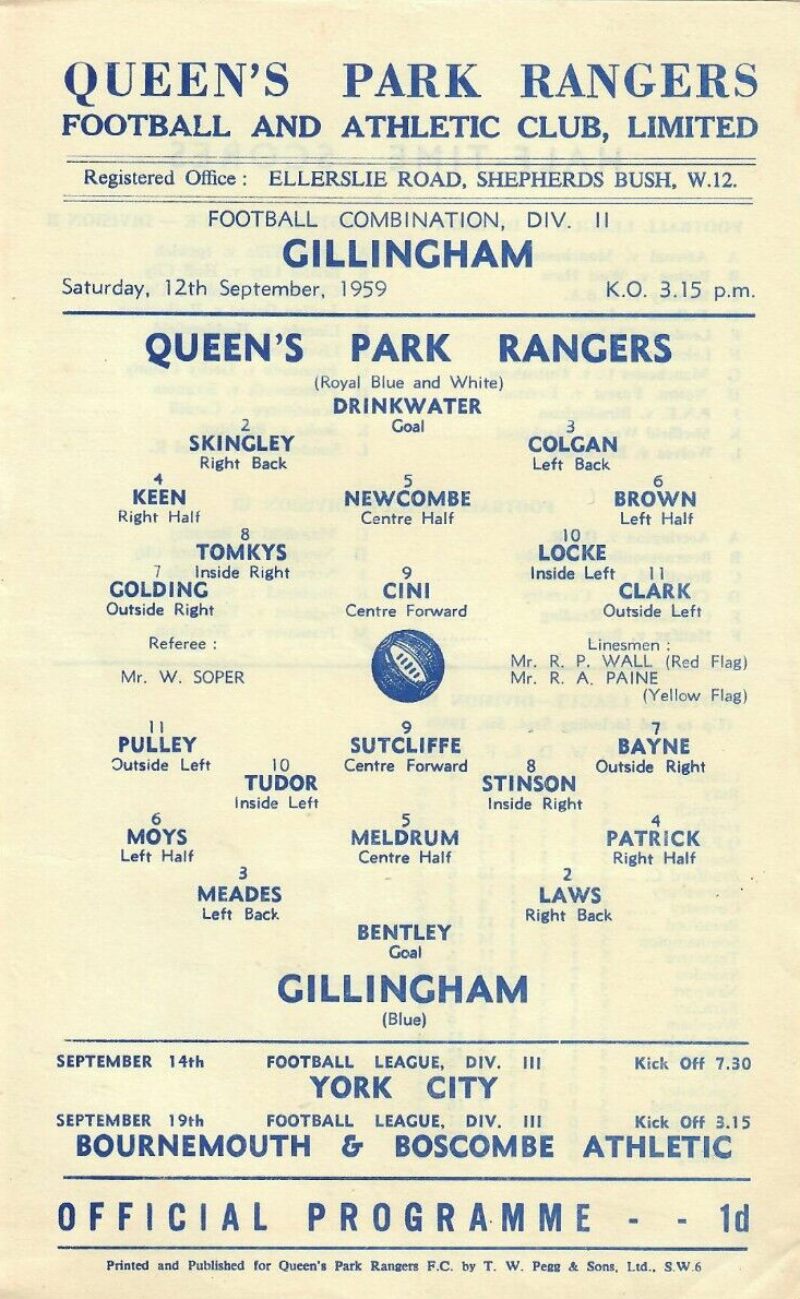 QUEEN'S PARK RANGERS
FOOTBALL AND ATHLETIC CLUB, LIMITED
Registered Office : ELLERSLIE ROAD, SHEPHERDS BUSH, W.12.
FOOTBALL COMBINATION, DIV. II
GILLINGHAM
Saturday, 12th September, 1959 K.O. 3.15 p.m.
QUEEN'S PARK RANGERS
(Royal Blue and White)
DRINKWATER
Goal
2 3
SKINGLEY COLGAN
Right Back Left Back
4 5 6
KEEN NEWCOMBE BROWN
Right Half Centre Half Left Half
8 10
TOMKYS LOCKE
Inside Right Inside Left
7 9 11
GOLDING CINI CLARK
Outside Right Centre Forward Outside Left
Referee : Linesmen :
Mr. W. SOPER Mr. R. P. WALL (Red Flag)
Mr. R. A. PAINE
(Yellow Flag)
11 9 7
PULLEY SUTCLIFFE BAYNE
Outside Left Centre Forward Outside Right
10 8
TUDOR STINSON
Inside Left Inside Right
6 5 4
MOYS MELDRUM PATRICK
Left Half Centre Half Right Half
3 2
MEADES LAWS
Left Back Right Back
BENTLEY
Goal
GILLINGHAM
(Blue)
SEPTEMBER 14th FOOTBALL LEAGUE, DIV. III Kick Off 7.30
YORK CITY
SEPTEMBER 19th FOOTBALL LEAGUE, DIV. III Kick Off 3.15
BOURNEMOUTH & BOSCOMBE ATHLETIC
OFFICIAL PROGRAMME - - 1d
Printed and Published for Queen's Park Rangers F.C. by T. W. Pegg & Sons, Ltd., S.W.6